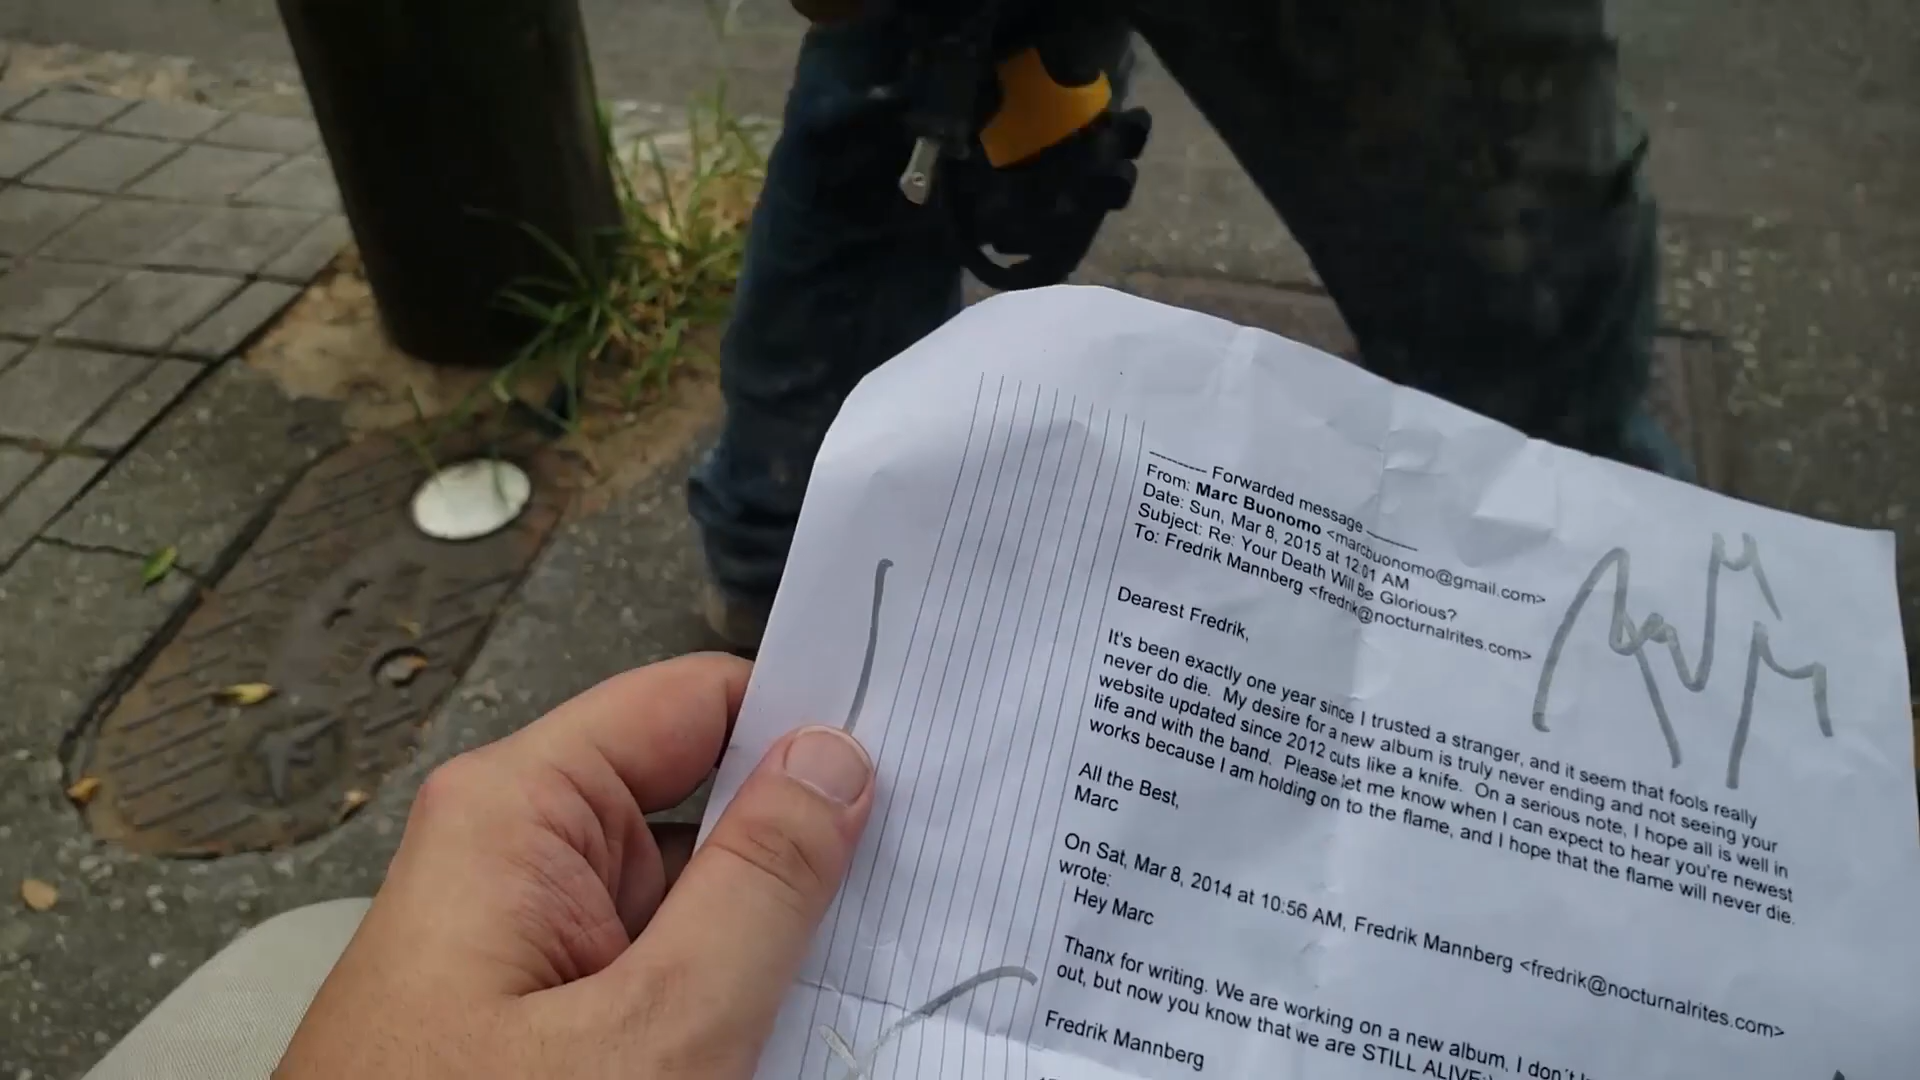 ---------- Forwarded message ----------
From: Marc Buonomo <marcbuonomo@gmail.com>
Date: Sun, Mar 8, 2015 at 12:01 AM
Subject: Re: Your Death Will Be Glorious?
To: Fredrik Mannberg <fredrik@nocturnalrites.com>
Dearest Fredrik,
It's been exactly one year since I trusted a stranger, and it seem that fools really
never do die. My desire for a new album is truly never ending and not seeing your
website updated since 2012 cuts like a knife. On a serious note, I hope all is well in
life and with the band. Please let me know when I can expect to hear you're newest
works because I am holding on to the flame, and I hope that the flame will never die.
All the Best,
Marc
On Sat, Mar 8, 2014 at 10:56 AM, Fredrik Mannberg <fredrik@nocturnalrites.com>
wrote:
Hey Marc
Thanx for writing. We are working on a new album, I don´t
out, but now you know that we are STILL ALIVE:)
Fredrik Mannberg